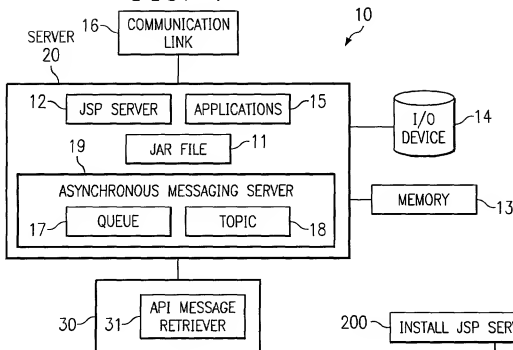 10
16
COMMUNICATION
LINK
SERVER
20
12
JSP SERVER
APPLICATIONS
15
I/O
DEVICE
14
JAR FILE
11
19
ASYNCHRONOUS MESSAGING SERVER
17
QUEUE
TOPIC
18
MEMORY
13
30
31
API MESSAGE
RETRIEVER
200
INSTALL JSP